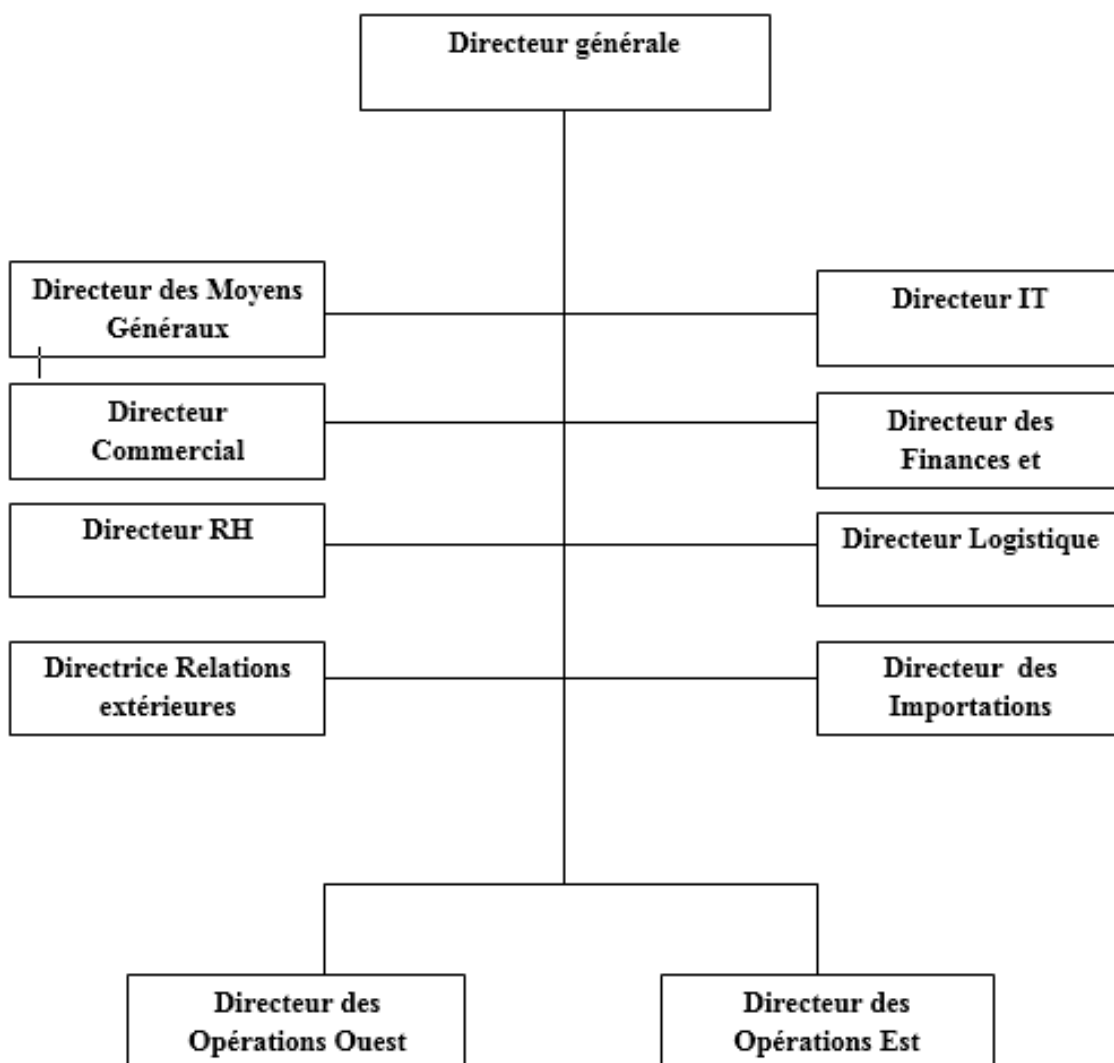 Directeur générale
Directeur des Moyens
Généraux
Directeur IT
Directeur
Commercial
Directeur des
Finances et
Directeur RH
Directeur Logistique
Directrice Relations
extérieures
Directeur des
Importations
Directeur des
Opérations Ouest
Directeur des
Opérations Est